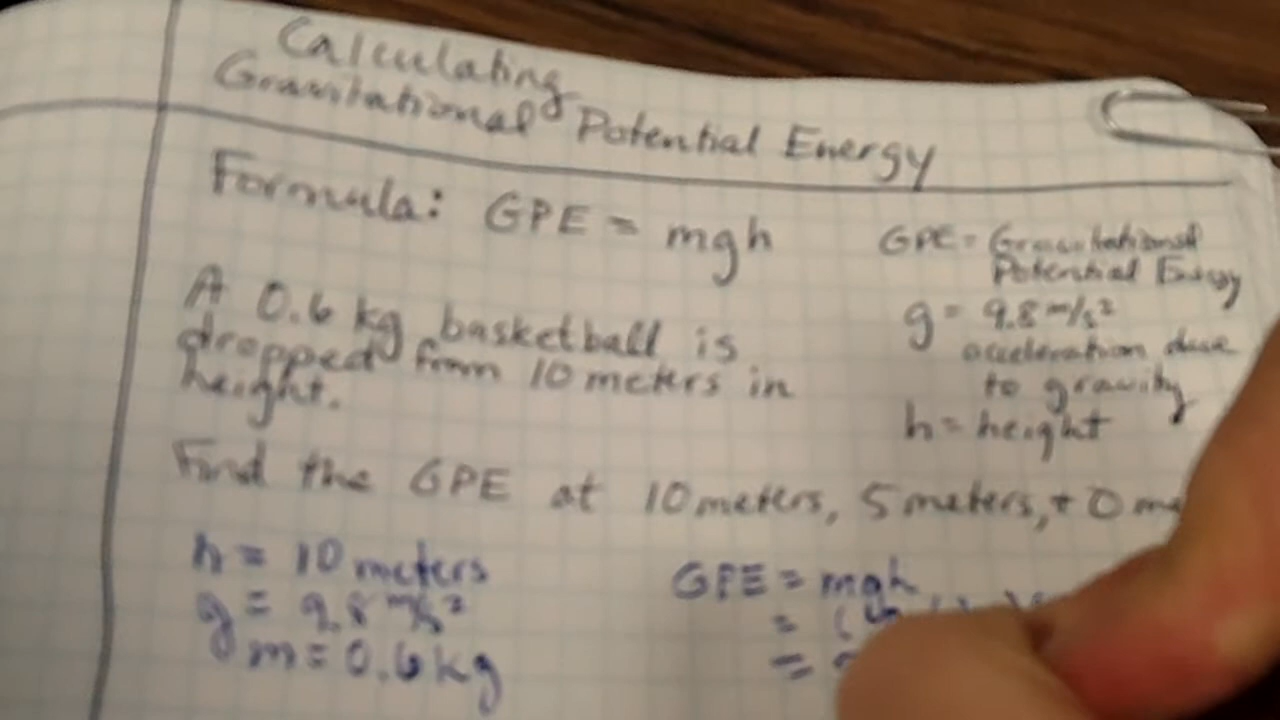 Calculating
Gravitational Potential Energy
Formula: GPE = mgh
GPE = Gravitational
Potential Energy
g = 9.8 m/s²
acceleration due
to gravity
h = height
A 0.6 kg basketball is
dropped from 10 meters in
height.
Find the GPE at 10 meters, 5 meters, + 0
h = 10 meters
g = 9.8 m/s²
m = 0.6 kg
GPE = mgh
=
=